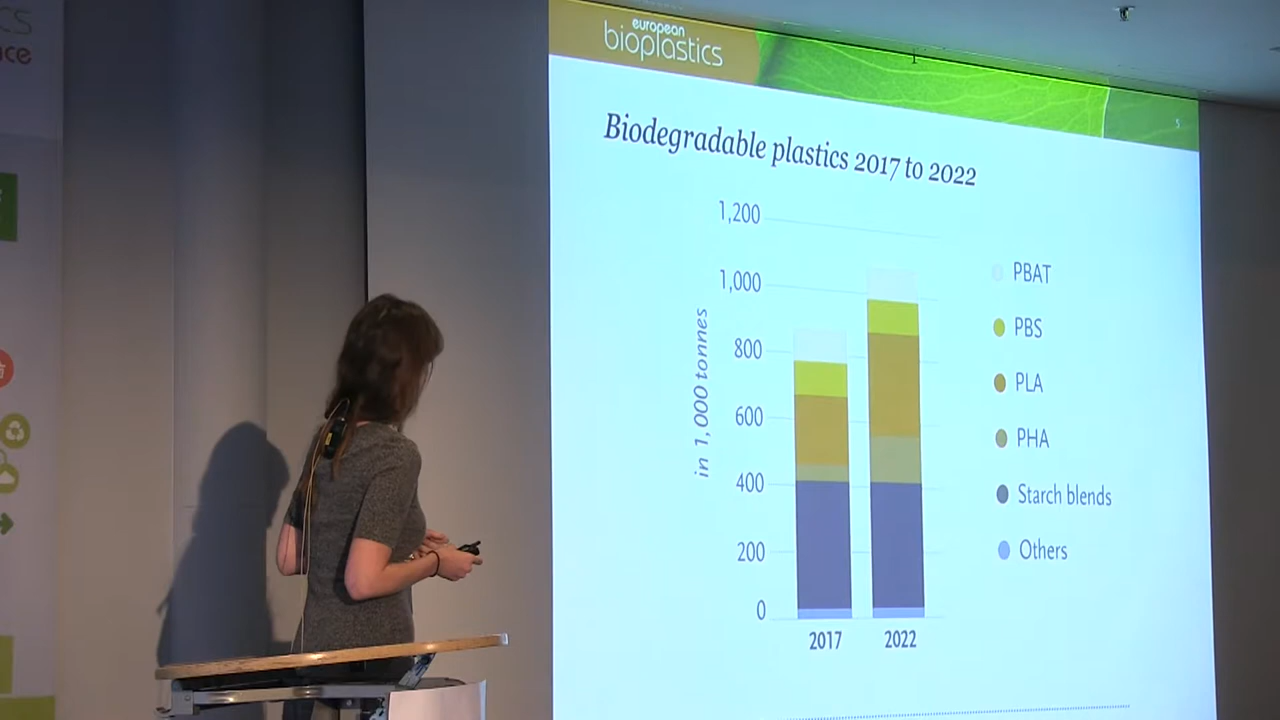 european
bioplastics
5
Biodegradable plastics 2017 to 2022
in 1,000 tonnes
1,200
1,000
800
600
400
200
0
2017
2022
PBAT
PBS
PLA
PHA
Starch blends
Others